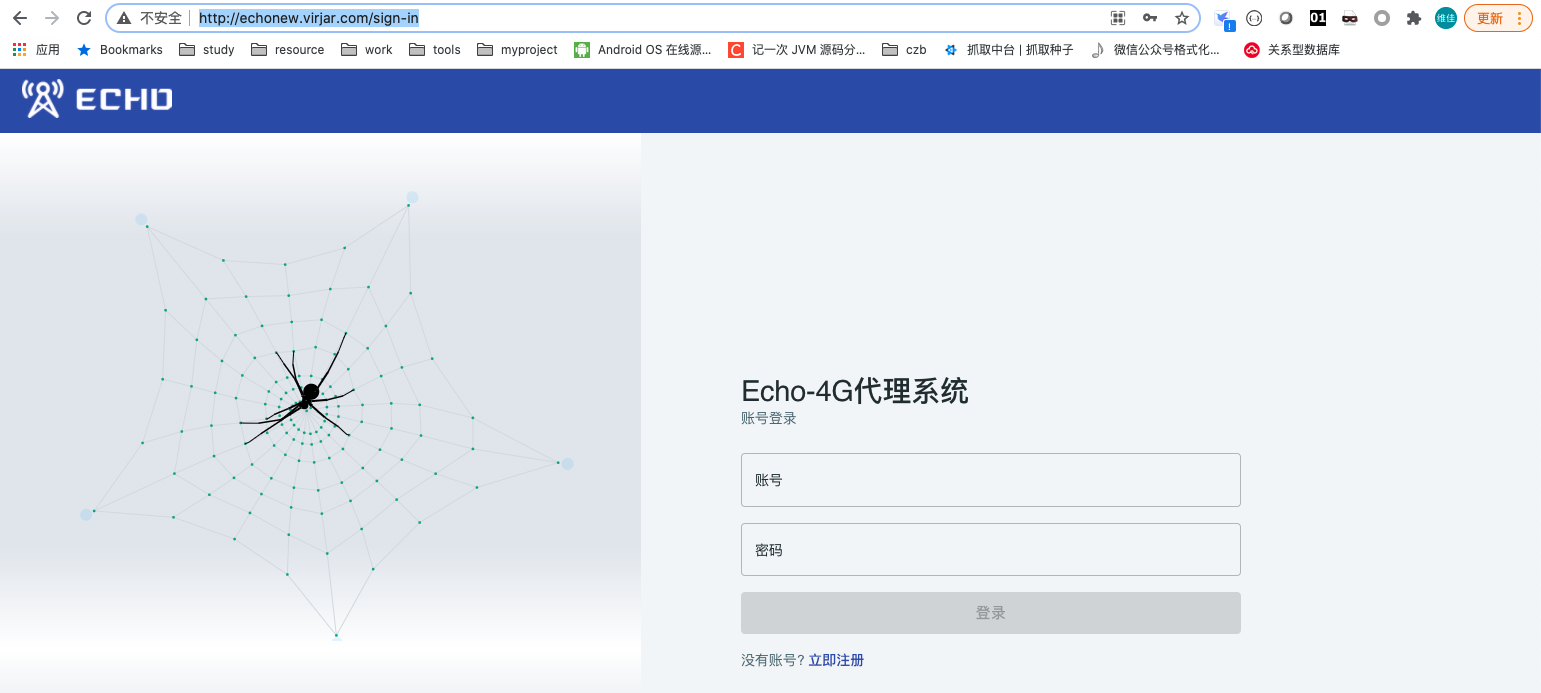 不安全 http://echonew.virjar.com/sign-in 01 维佳 更新
应用 Bookmarks study resource work tools myproject Android OS 在线源... C 记一次 JVM 源码分... czb 抓取中台 | 抓取种子 微信公众号格式化... 关系型数据库
ECHO
Echo-4G代理系统
账号登录
账号
密码
登录
没有账号? 立即注册